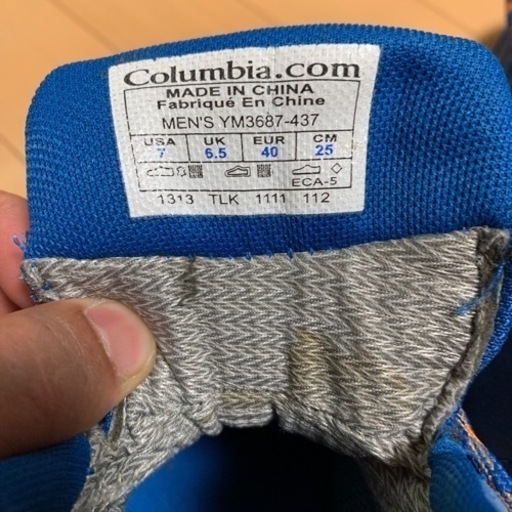 Columbia.com
MADE IN CHINA
Fabriqué En Chine
MEN'S YM3687-437
USA UK EUR CM
7 6.5 40 25
ECA-5
1313 TLK 1111 112